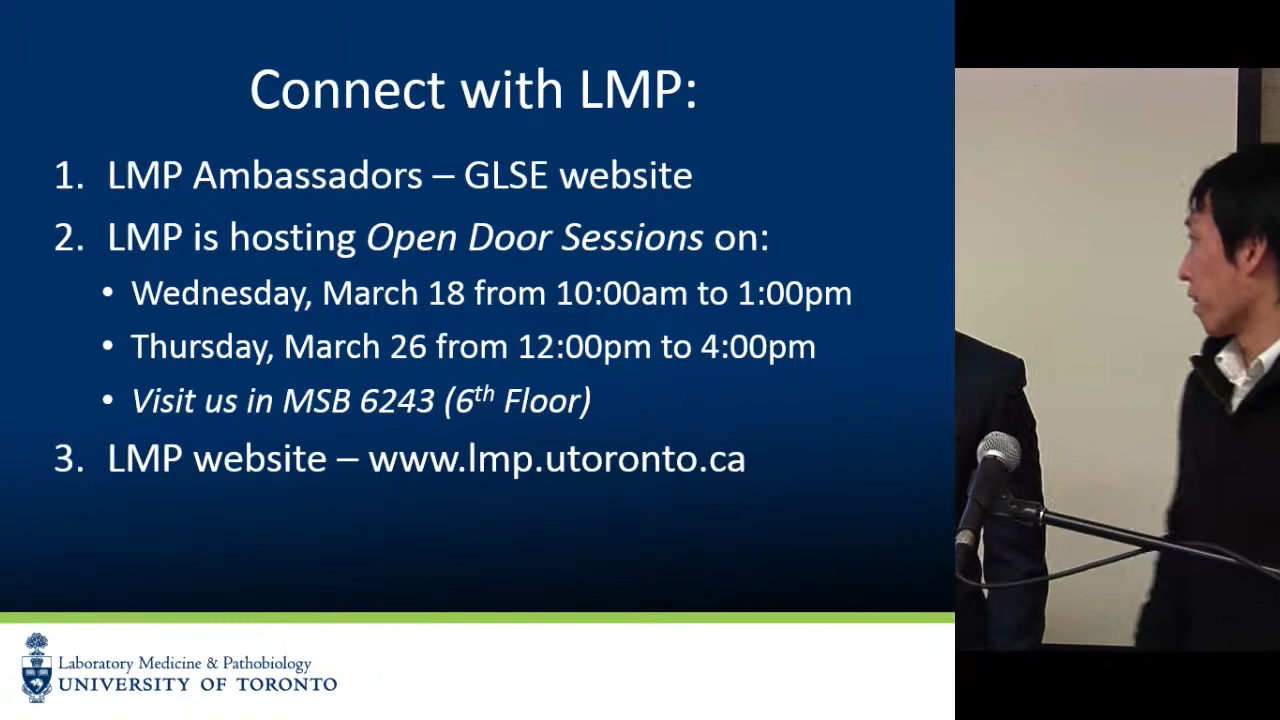 Connect with LMP:
1. LMP Ambassadors – GLSE website
2. LMP is hosting Open Door Sessions on:
• Wednesday, March 18 from 10:00am to 1:00pm
• Thursday, March 26 from 12:00pm to 4:00pm
• Visit us in MSB 6243 (6th Floor)
3. LMP website – www.lmp.utoronto.ca
Laboratory Medicine & Pathobiology
UNIVERSITY OF TORONTO